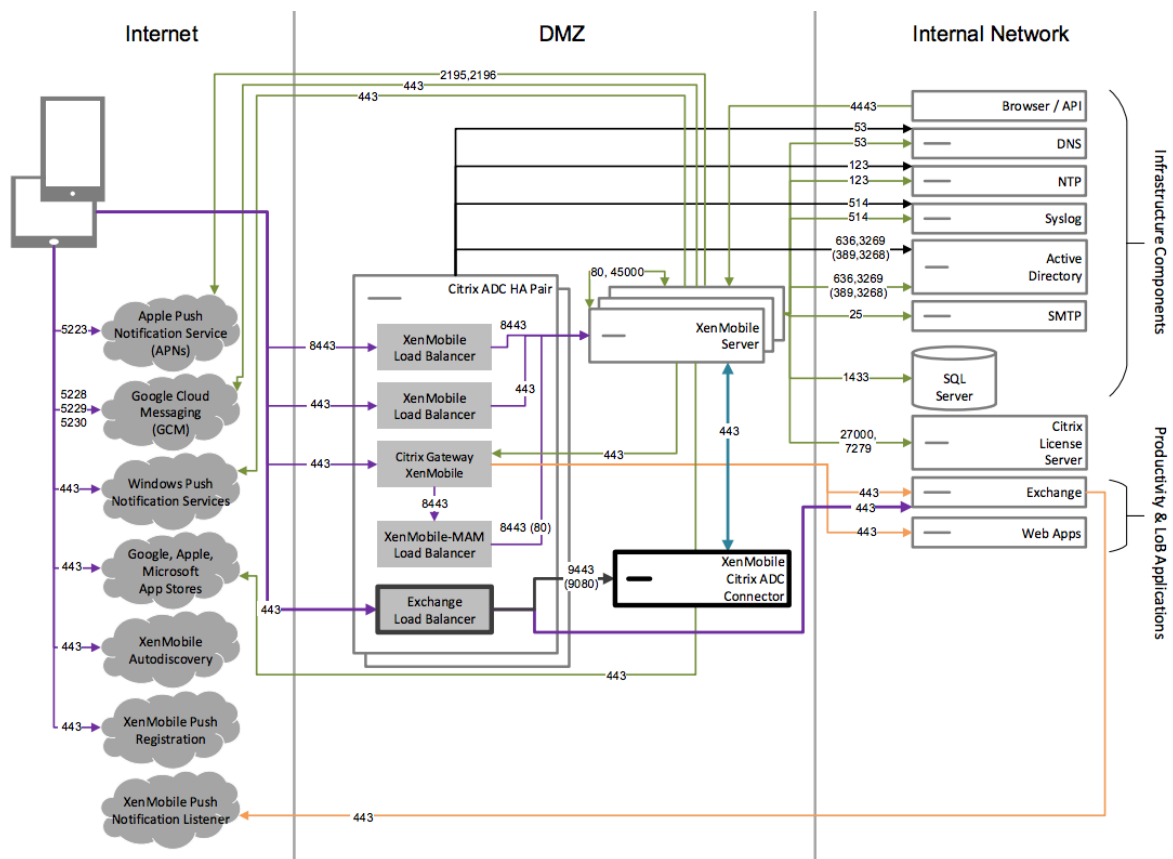 Internet
DMZ
Internal Network
2195,2196
443
443
4443
Browser / API
53
53
DNS
123
123
NTP
514
514
Syslog
636,3269
(389,3268)
636,3269
(389,3268)
Active
Directory
25
SMTP
1433
SQL
Server
27000,
7279
Citrix
License
Server
443
443
Exchange
443
Web Apps
Infrastructure Components
Productivity & LoB Applications
80, 45000
Citrix ADC HA Pair
XenMobile
Load Balancer
8443
8443
XenMobile
Server
443
XenMobile
Load Balancer
443
443
Citrix Gateway
XenMobile
443
443
8443
XenMobile-MAM
Load Balancer
8443 (80)
443
9443
(9080)
XenMobile
Citrix ADC
Connector
Exchange
Load Balancer
443
443
5223
Apple Push
Notification Service
(APNs)
5228
5229
5230
Google Cloud
Messaging
(GCM)
443
Windows Push
Notification Services
443
Google, Apple,
Microsoft
App Stores
443
XenMobile
Autodiscovery
443
XenMobile Push
Registration
XenMobile Push
Notification Listener
443